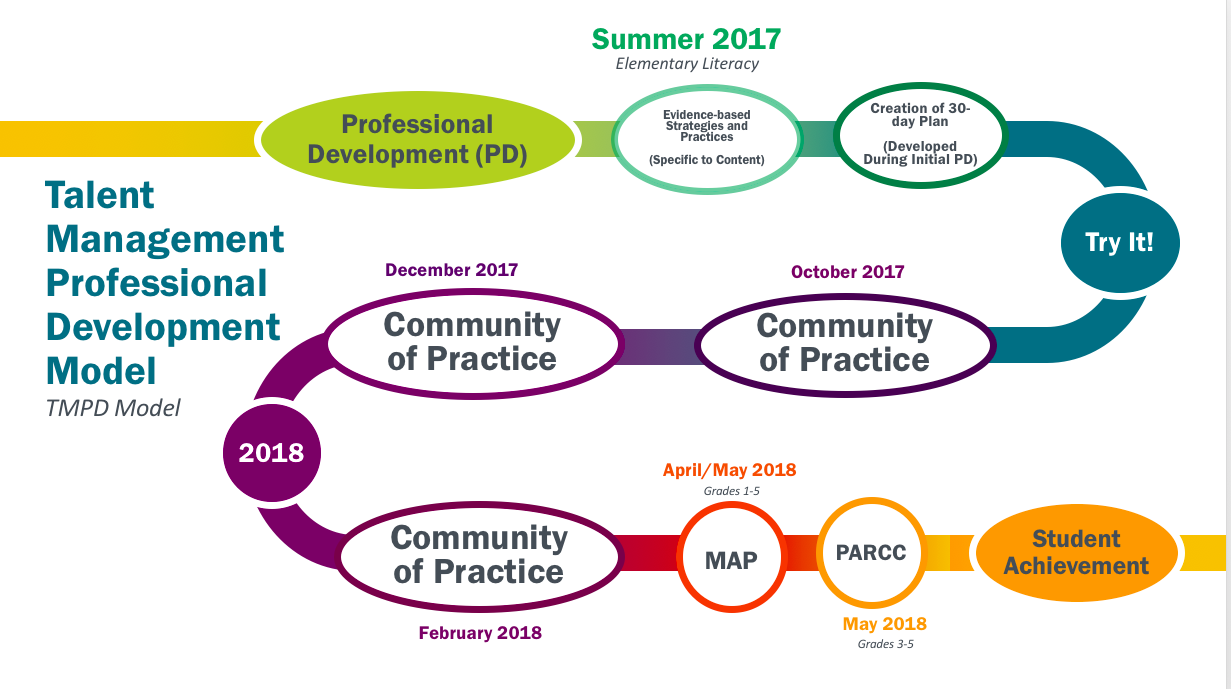 Summer 2017
Elementary Literacy
Professional
Development (PD)
Evidence-based
Strategies and
Practices
(Specific to Content)
Creation of 30-
day Plan
(Developed
During Initial PD)
Talent
Management
Professional
Development
Model
TMPD Model
Try It!
October 2017
Community
of Practice
December 2017
Community
of Practice
2018
Community
of Practice
February 2018
April/May 2018
Grades 1-5
MAP
PARCC
May 2018
Grades 3-5
Student
Achievement